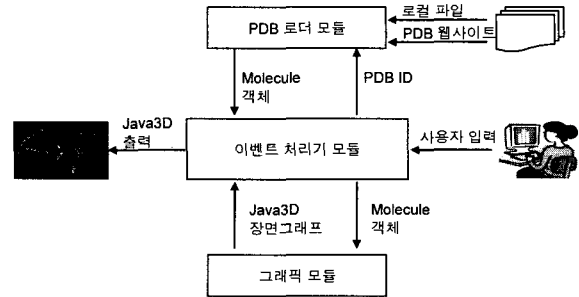 로컬 파일
PDB 로더 모듈
PDB 웹사이트
Molecule
객체
PDB ID
Java3D
출력
이벤트 처리기 모듈
사용자 입력
Java3D
장면그래프
Molecule
객체
그래픽 모듈